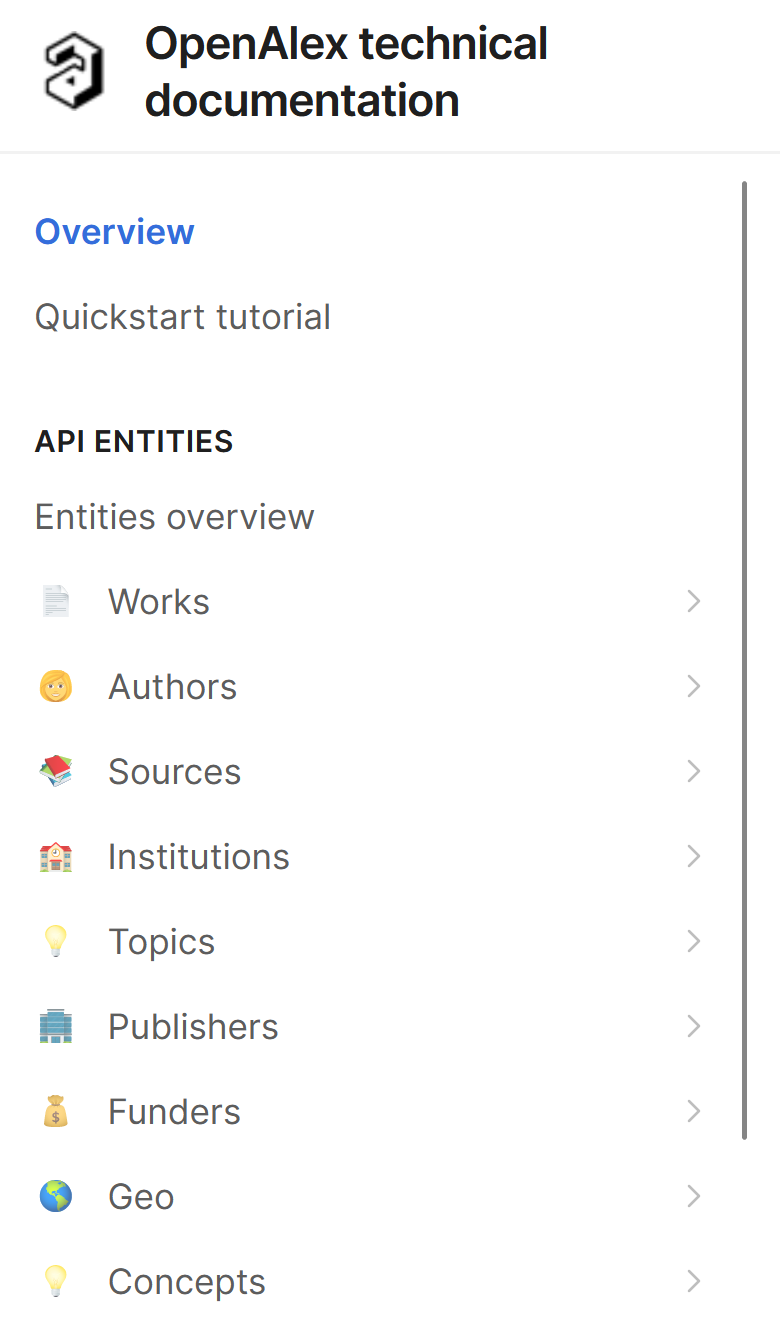 OpenAlex technical
documentation
Overview
Quickstart tutorial
API ENTITIES
Entities overview
Works
Authors
Sources
Institutions
Topics
Publishers
Funders
Geo
Concepts